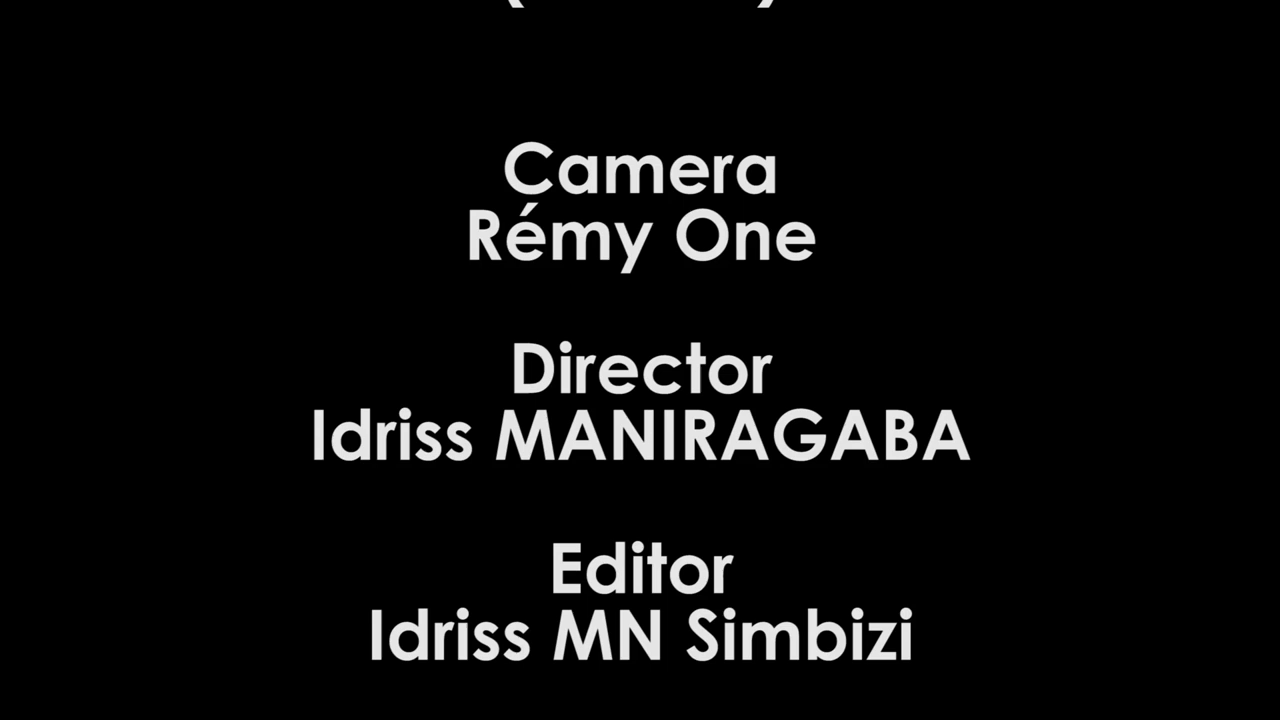 Camera
Rémy One
Director
Idriss MANIRAGABA
Editor
Idriss MN Simbizi